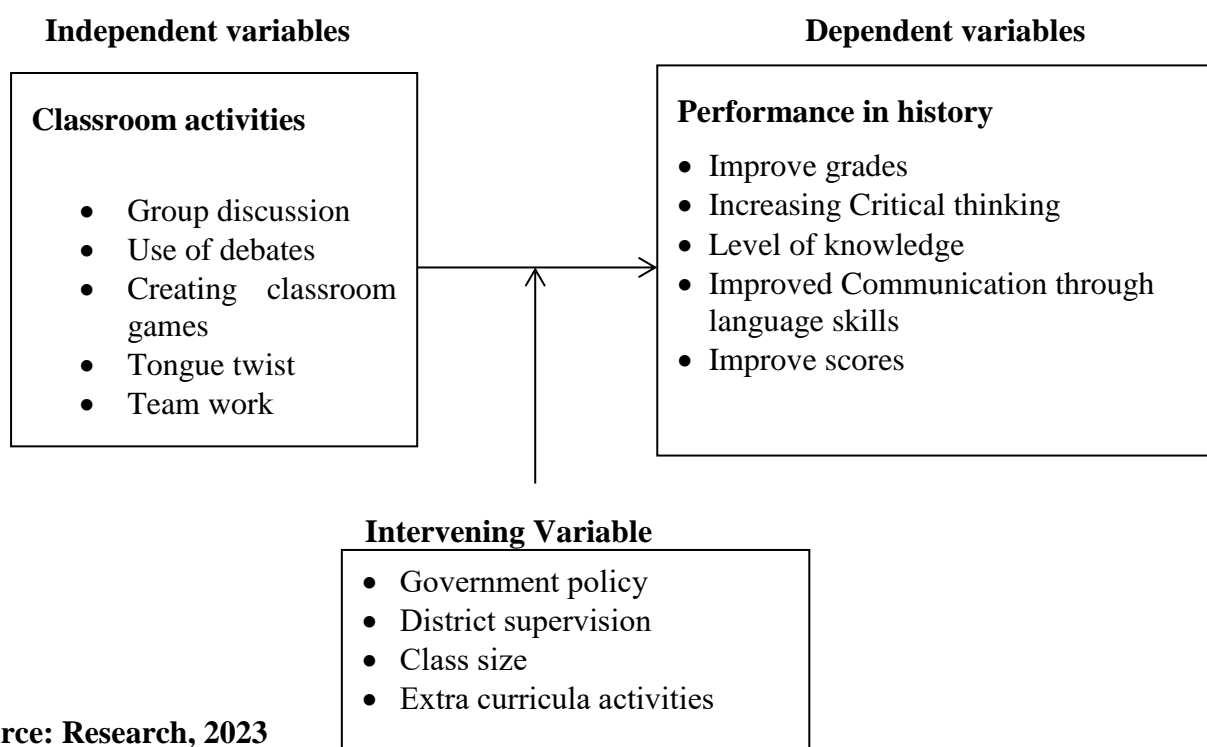 Independent variables
Dependent variables
Classroom activities
• Group discussion
• Use of debates
• Creating classroom
games
• Tongue twist
• Team work
Performance in history
• Improve grades
• Increasing Critical thinking
• Level of knowledge
• Improved Communication through
language skills
• Improve scores
Intervening Variable
• Government policy
• District supervision
• Class size
• Extra curricula activities
rce: Research, 2023